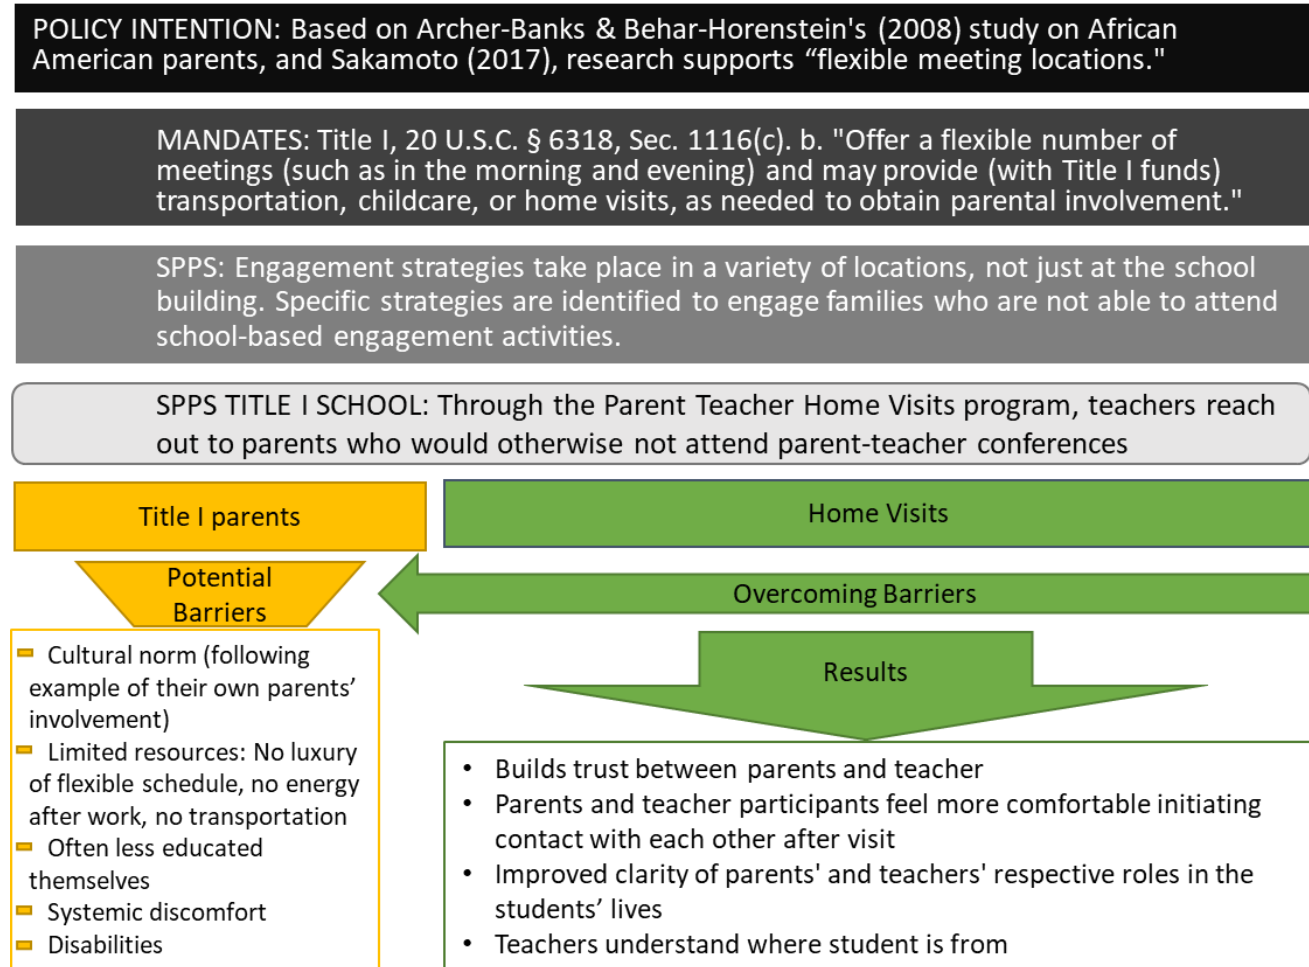 POLICY INTENTION: Based on Archer-Banks & Behar-Horenstein's (2008) study on African
American parents, and Sakamoto (2017), research supports “flexible meeting locations."
MANDATES: Title I, 20 U.S.C. § 6318, Sec. 1116(c). b. "Offer a flexible number of
meetings (such as in the morning and evening) and may provide (with Title I funds)
transportation, childcare, or home visits, as needed to obtain parental involvement."
SPPS: Engagement strategies take place in a variety of locations, not just at the school
building. Specific strategies are identified to engage families who are not able to attend
school-based engagement activities.
SPPS TITLE I SCHOOL: Through the Parent Teacher Home Visits program, teachers reach
out to parents who would otherwise not attend parent-teacher conferences
Title I parents
Potential
Barriers
Cultural norm (following
example of their own parents’
involvement)
Limited resources: No luxury
of flexible schedule, no energy
after work, no transportation
Often less educated
themselves
Systemic discomfort
Disabilities
Home Visits
Overcoming Barriers
Results
• Builds trust between parents and teacher
• Parents and teacher participants feel more comfortable initiating
contact with each other after visit
• Improved clarity of parents' and teachers' respective roles in the
students’ lives
• Teachers understand where student is from